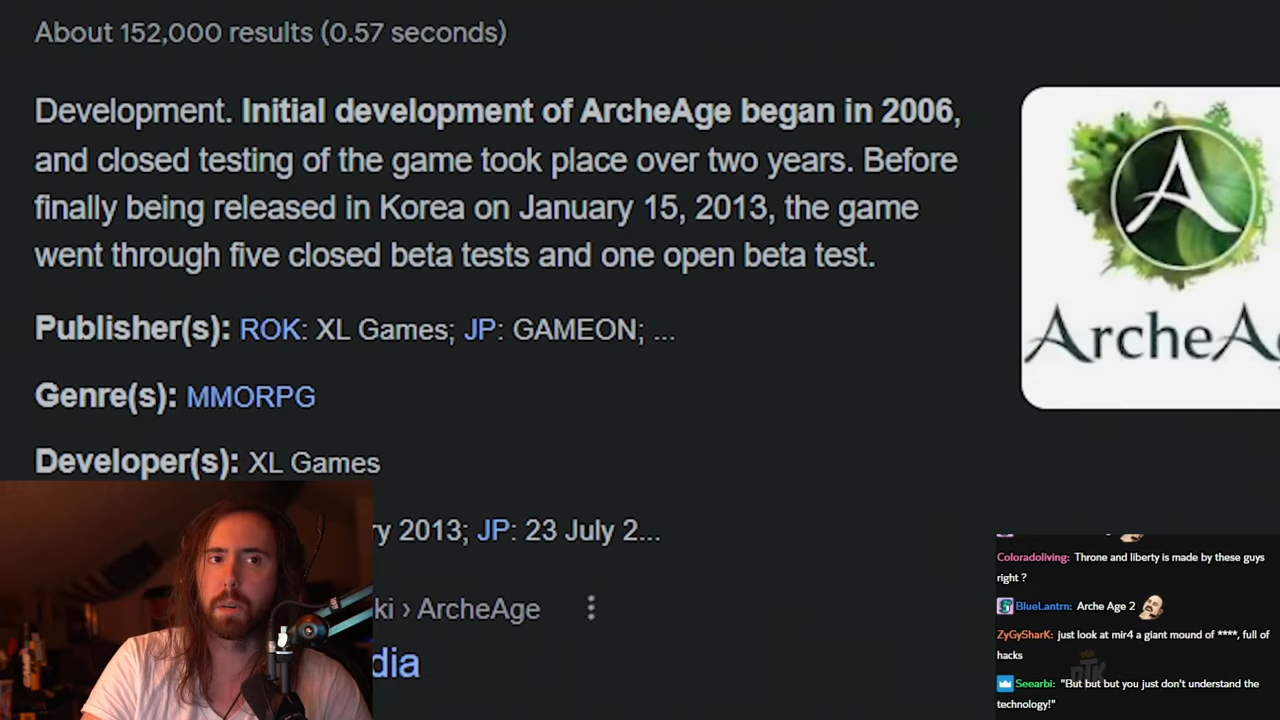 About 152,000 results (0.57 seconds)
Development. Initial development of ArcheAge began in 2006,
and closed testing of the game took place over two years. Before
finally being released in Korea on January 15, 2013, the game
went through five closed beta tests and one open beta test.
A
ArcheAg
Publisher(s): ROK: XL Games; JP: GAMEON; ...
Genre(s): MMORPG
Developer(s): XL Games
ry 2013; JP: 23 July 2...
ki › ArcheAge
dia
Coloradoliving: Throne and liberty is made by these guys
right ?
BlueLantrn: Arche Age 2
ZyGySharK: just look at mir4 a giant mound of ****, full of
hacks
DTK
Seearbi: "But but but you just don't understand the
technology!"